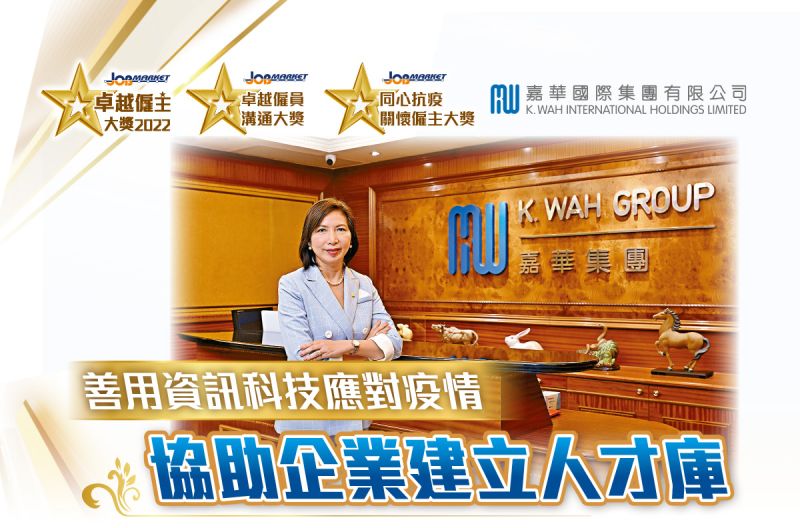 JOBMARKET
卓越僱主
大獎2022
JOBMARKET
卓越僱員
溝通大獎
JOBMARKET
同心抗疫
關懷僱主大獎
嘉華國際集團有限公司
K. WAH INTERNATIONAL HOLDINGS LIMITED
K. WAH GROUP
嘉華集團
善用資訊科技應對疫情
協助企業建立人才庫